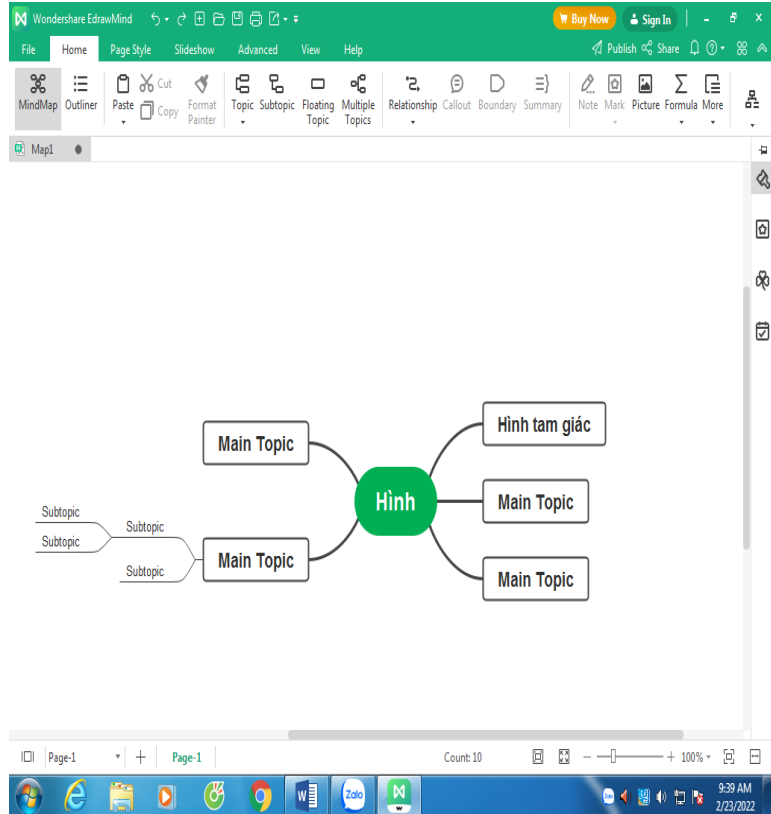 Wondershare EdrawMind
Buy Now
Sign In
File Home Page Style Slideshow Advanced View Help
Publish Share
MindMap Outliner Paste Cut Copy Format Painter Topic Subtopic Floating Topic Multiple Topics Relationship Callout Boundary Summary Note Mark Picture Formula More
Map1
Hình tam giác
Main Topic
Hình
Main Topic
Subtopic
Subtopic
Subtopic
Main Topic
Subtopic
Main Topic
Page-1 Page-1 Count: 10 100%
Zalo
9:39 AM
2/23/2022